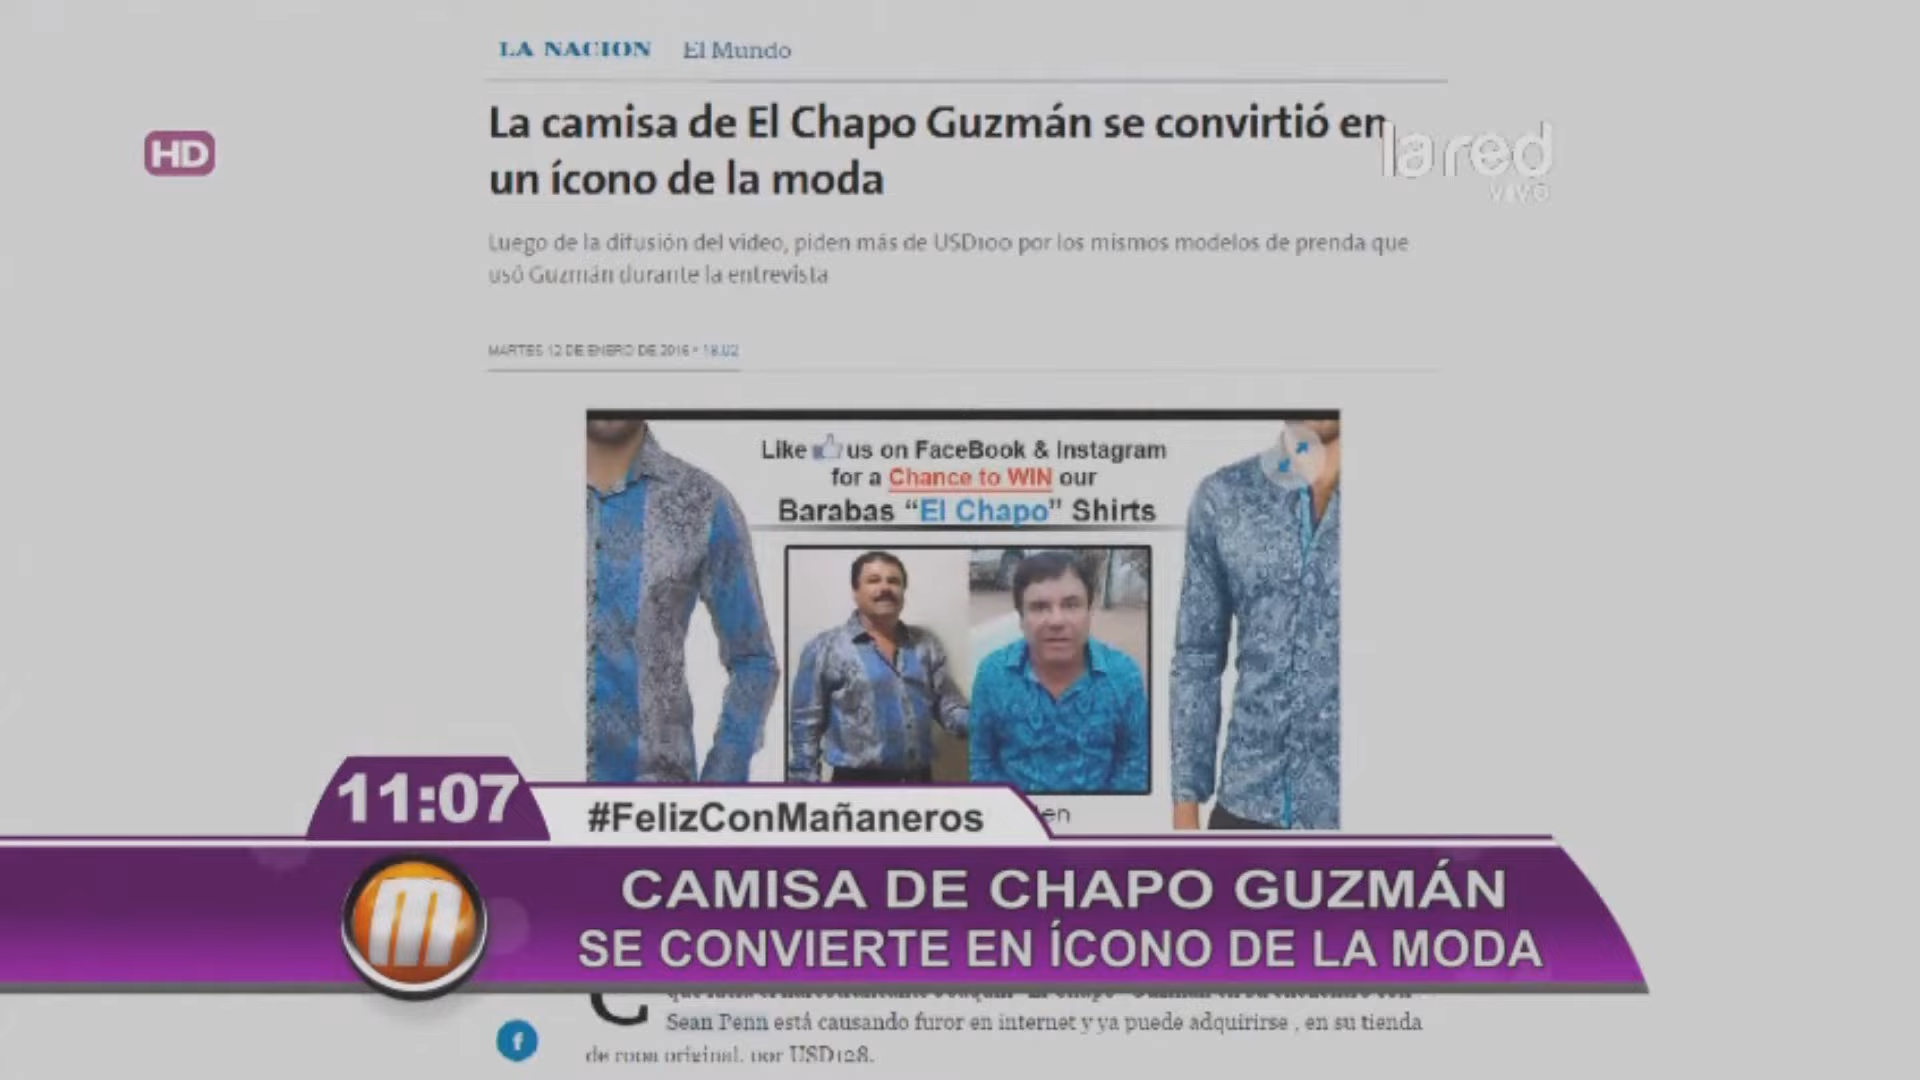 LA NACION El Mundo
La camisa de El Chapo Guzmán se convirtió en
un ícono de la moda
HD
la red
vivo
Luego de la difusión del video, piden más de USD100 por los mismos modelos de prenda que
usó Guzmán durante la entrevista
MARTES 12 DE ENERO DE 2016 • 18:02
Like us on FaceBook & Instagram
for a Chance to WIN our
Barabas “El Chapo” Shirts
11:07
#FelizConMañaneros
en
CAMISA DE CHAPO GUZMÁN
SE CONVIERTE EN ÍCONO DE LA MODA
m
f
Sean Penn está causando furor en internet y ya puede adquirirse , en su tienda
de ropa original, por USD128.